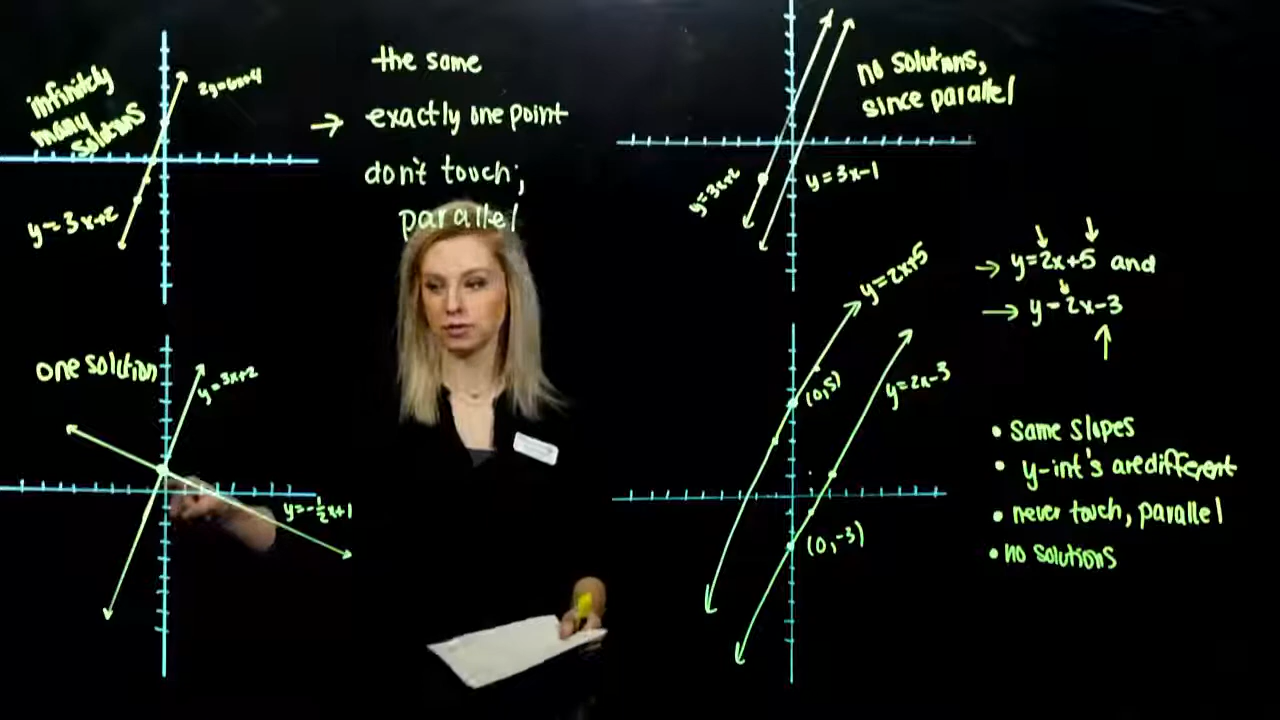 infinitely
many
solutions
2y=6x+4
y=3x+2
the same
→ exactly one point
don't touch;
parallel
no solutions,
since parallel
y=3x+2
y=3x-1
one solution
y=3x+2
y=-½x+1
y=2x+5
(0,5)
y=2x-3
(0,-3)
→ y=2x+5 and
→ y=2x-3
• same slopes
• y-int's are different
• never touch, parallel
• no solutions